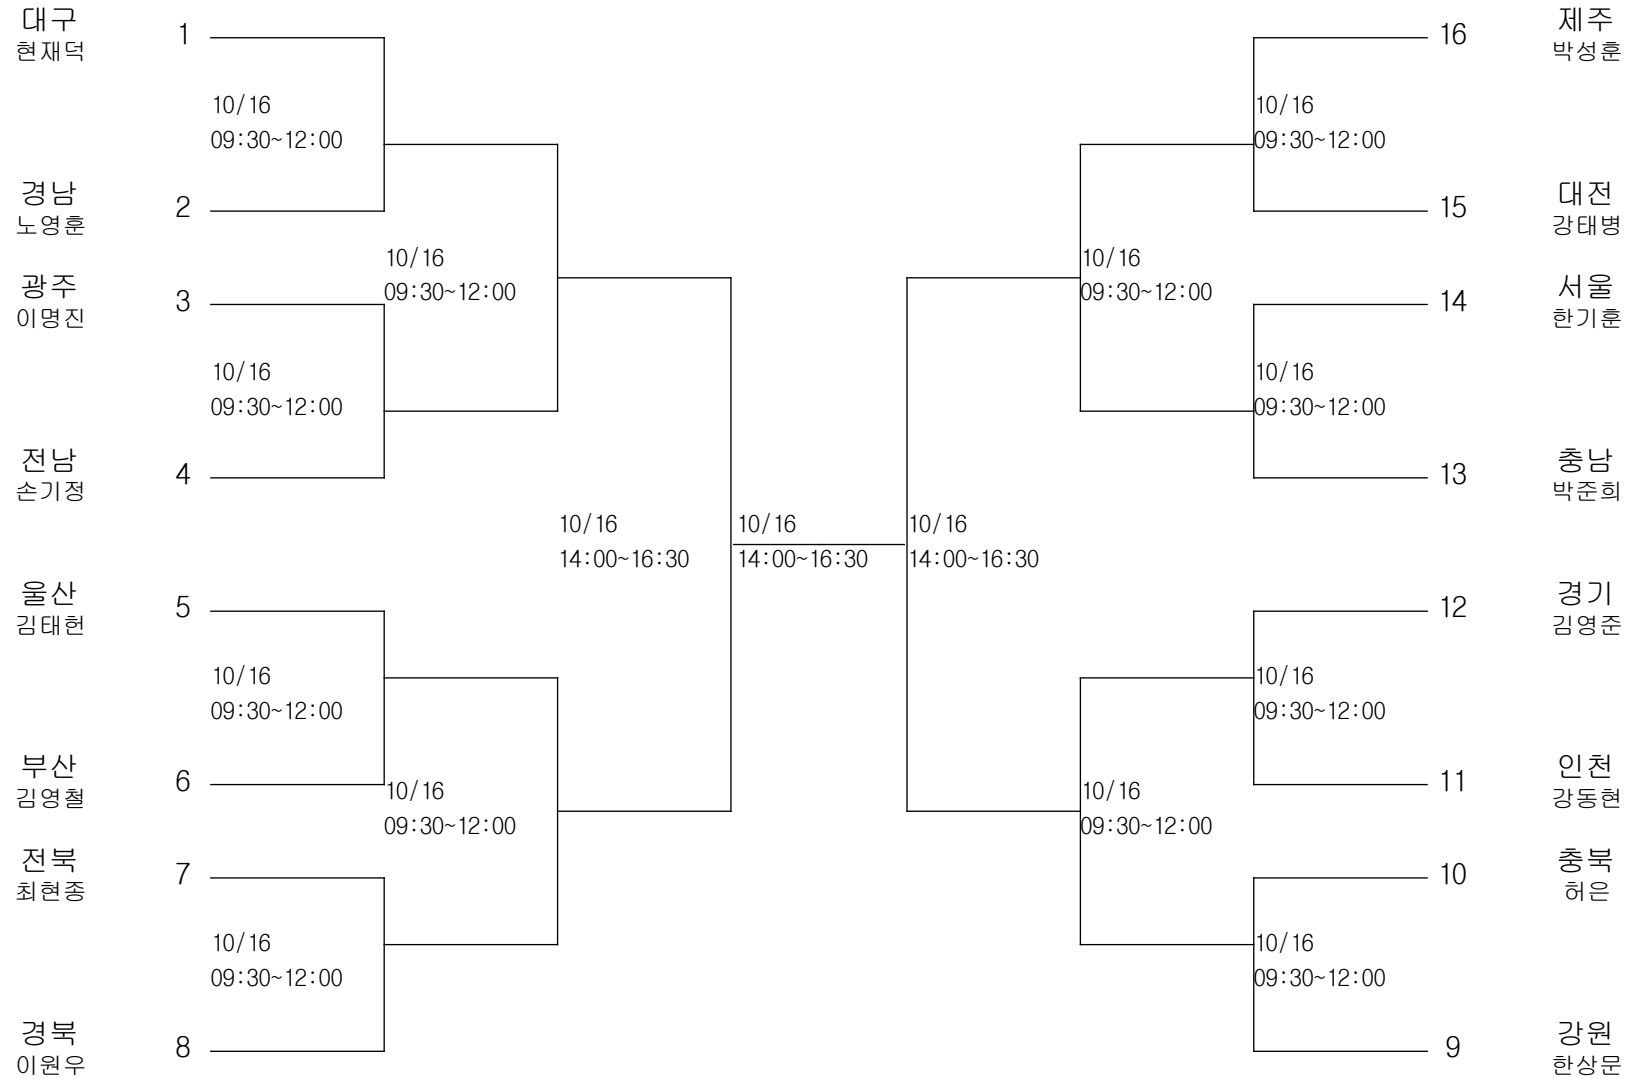 대구
현재덕
1
10/16
09:30~12:00
경남
노영훈
2
10/16
09:30~12:00
광주
이명진
3
10/16
09:30~12:00
전남
손기정
4
10/16
14:00~16:30
울산
김태헌
5
10/16
09:30~12:00
부산
김영철
6
10/16
09:30~12:00
전북
최현종
7
10/16
09:30~12:00
경북
이원우
8
10/16
14:00~16:30
16
제주
박성훈
10/16
09:30~12:00
15
대전
강태병
10/16
09:30~12:00
14
서울
한기훈
10/16
09:30~12:00
13
충남
박준희
10/16
14:00~16:30
12
경기
김영준
10/16
09:30~12:00
11
인천
강동현
10/16
09:30~12:00
10
충북
허은
10/16
09:30~12:00
9
강원
한상문